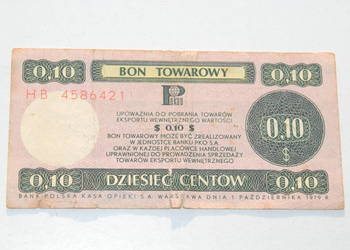 0,10 BON TOWAROWY 0,10
HB 4586421
P
UPOWAŻNIA DO POBRANIA TOWARÓW
EKSPORTU WEWNĘTRZNEGO WARTOŚCI
$ 0,10 $
BON TOWAROWY MOŻE BYĆ ZREALIZOWANY
W JEDNOSTCE BANKU PKO S.A.
ORAZ W KAŻDEJ PLACÓWCE HANDLOWEJ
UPRAWNIONEJ DO PROWADZENIA SPRZEDAŻY
TOWARÓW EKSPORTU WEWNĘTRZNEGO
0,10
$
0,10 DZIESIĘĆ CENTÓW 0,10
BANK POLSKA KASA OPIEKI S.A. WARSZAWA DNIA 1 PAŹDZIERNIKA 1979 R.